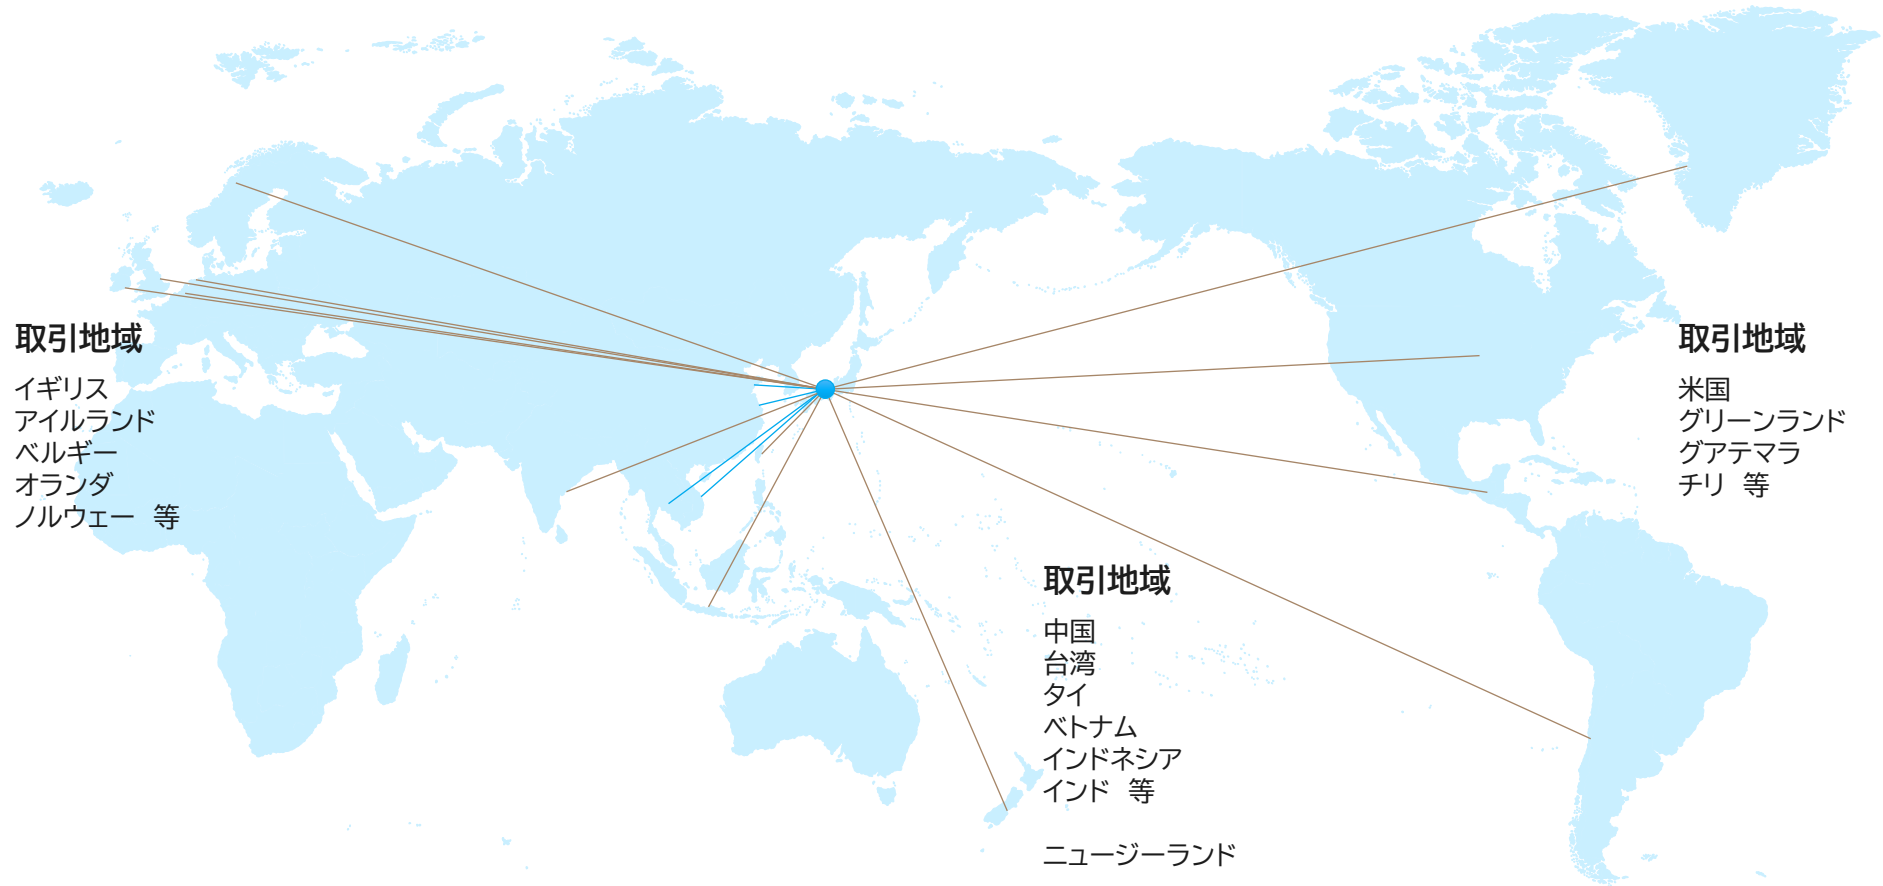 取引地域
イギリス
アイルランド
ベルギー
オランダ
ノルウェー 等
取引地域
中国
台湾
タイ
ベトナム
インドネシア
インド 等
ニュージーランド
取引地域
米国
グリーンランド
グアテマラ
チリ 等